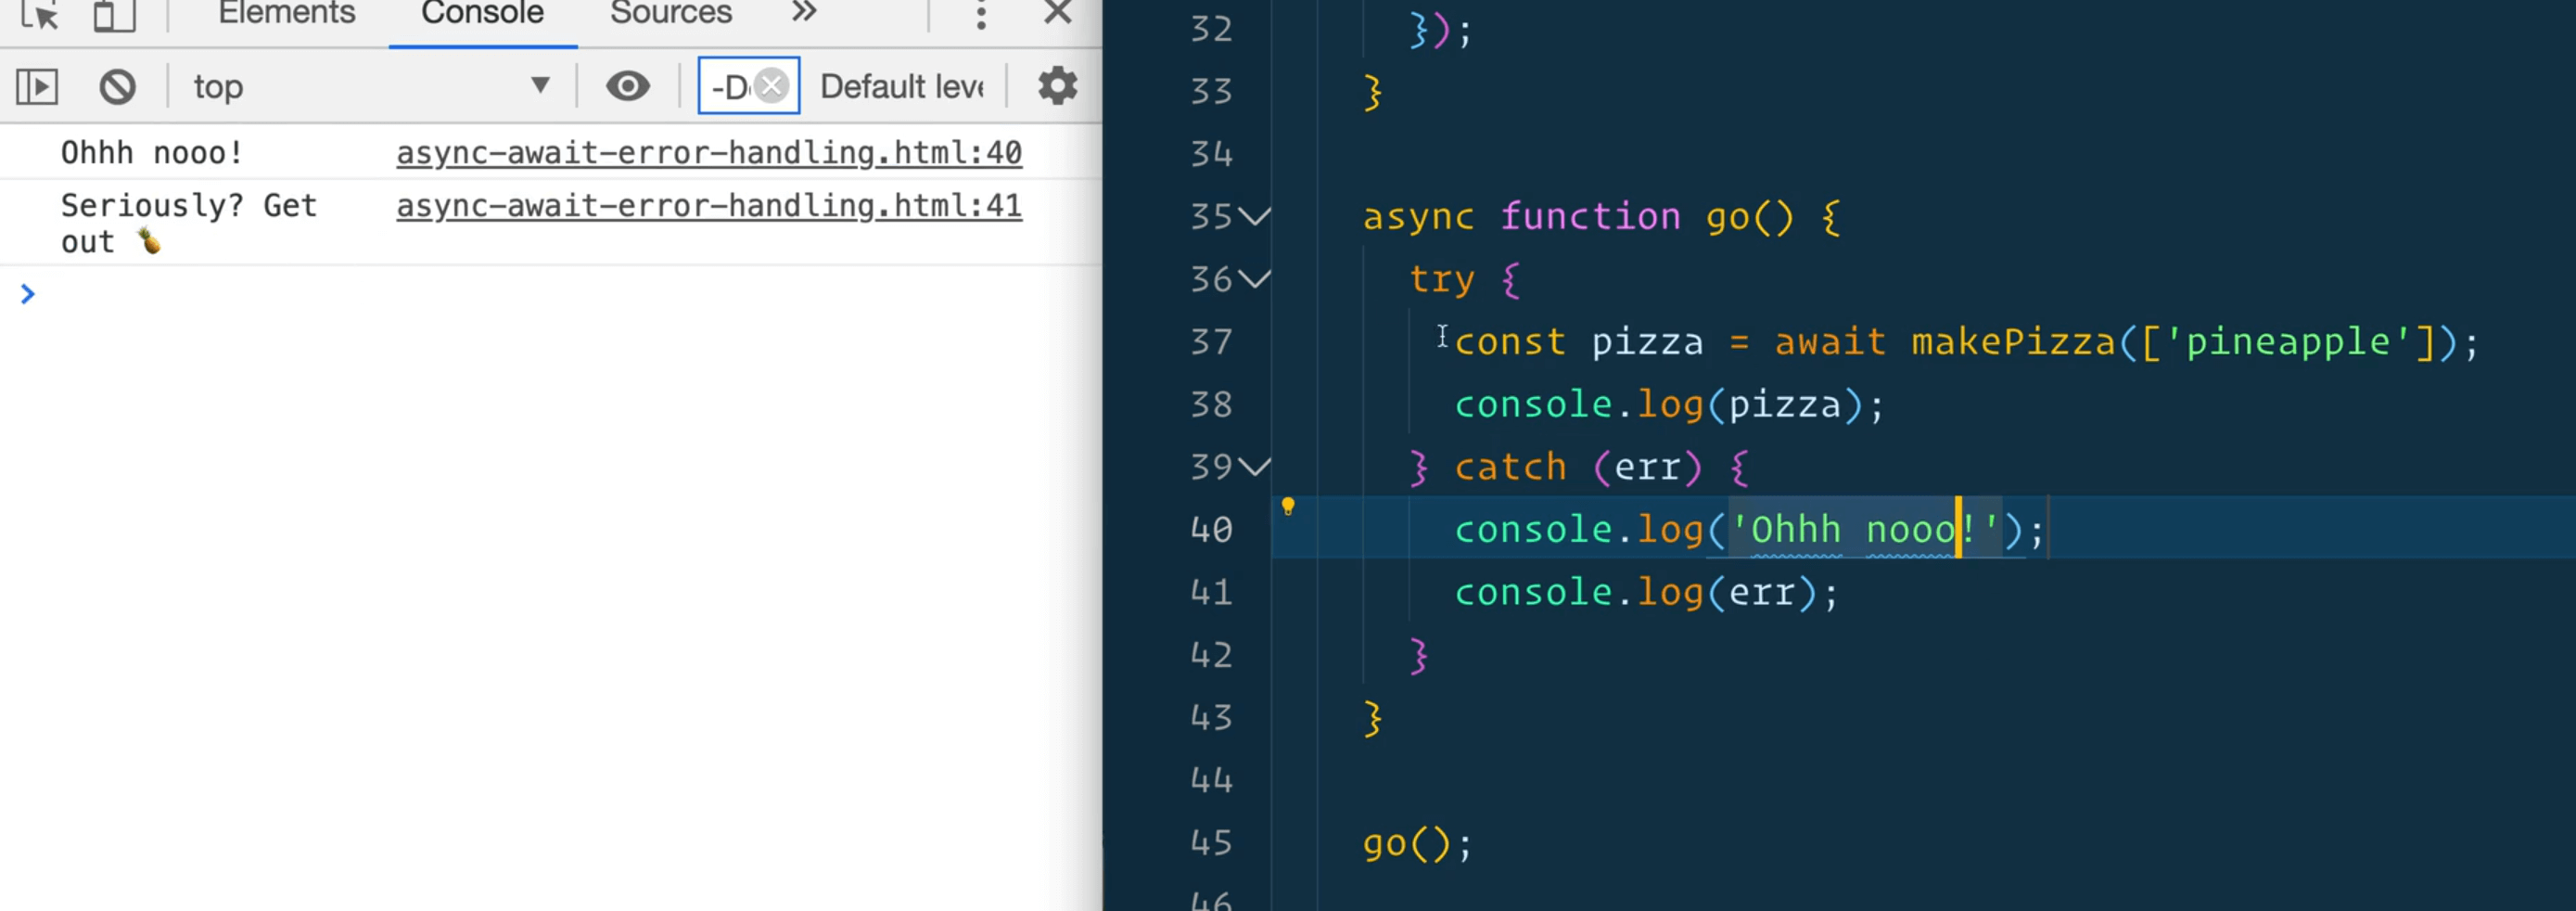 Elements Console Sources
top -D Default leve
Ohhh nooo! async-await-error-handling.html:40
Seriously? Get async-await-error-handling.html:41
out 🍍
32 });
33 }
34
35 async function go() {
36 try {
37 const pizza = await makePizza(['pineapple']);
38 console.log(pizza);
39 } catch (err) {
40 console.log('Ohhh nooo!');
41 console.log(err);
42 }
43 }
44
45 go();
46